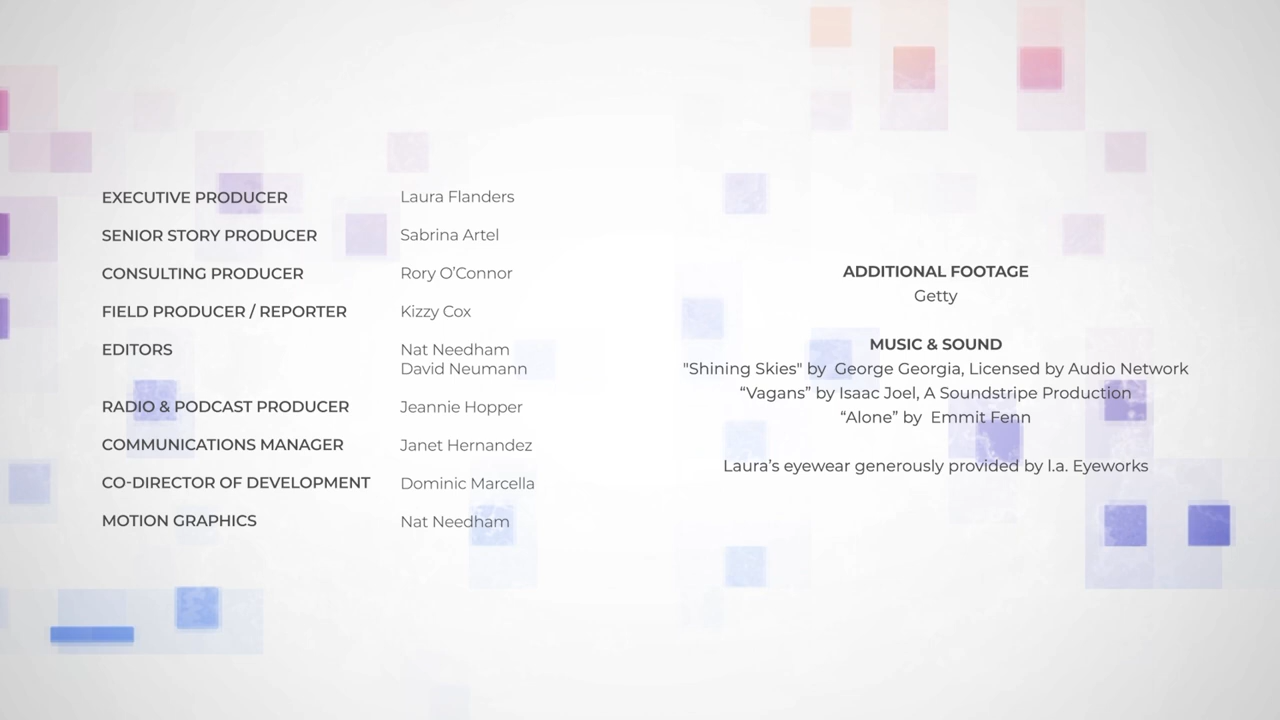 EXECUTIVE PRODUCER Laura Flanders
SENIOR STORY PRODUCER Sabrina Artel
CONSULTING PRODUCER Rory O’Connor
FIELD PRODUCER / REPORTER Kizzy Cox
EDITORS Nat Needham
David Neumann
RADIO & PODCAST PRODUCER Jeannie Hopper
COMMUNICATIONS MANAGER Janet Hernandez
CO-DIRECTOR OF DEVELOPMENT Dominic Marcella
MOTION GRAPHICS Nat Needham
ADDITIONAL FOOTAGE
Getty
MUSIC & SOUND
"Shining Skies" by George Georgia, Licensed by Audio Network
“Vagans” by Isaac Joel, A Soundstripe Production
“Alone” by Emmit Fenn
Laura’s eyewear generously provided by l.a. Eyeworks